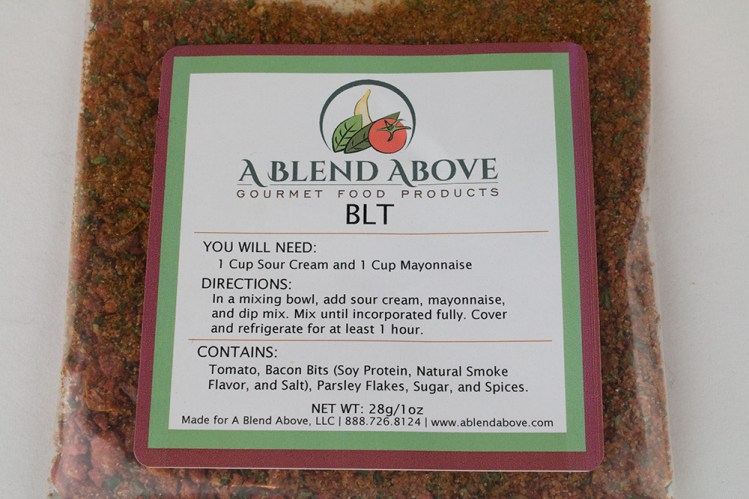 A BLEND ABOVE
GOURMET FOOD PRODUCTS
BLT
YOU WILL NEED:
1 Cup Sour Cream and 1 Cup Mayonnaise
DIRECTIONS:
In a mixing bowl, add sour cream, mayonnaise,
and dip mix. Mix until incorporated fully. Cover
and refrigerate for at least 1 hour.
CONTAINS:
Tomato, Bacon Bits (Soy Protein, Natural Smoke
Flavor, and Salt), Parsley Flakes, Sugar, and Spices.
NET WT: 28g/1oz
Made for A Blend Above, LLC | 888.726.8124 | www.ablendabove.com